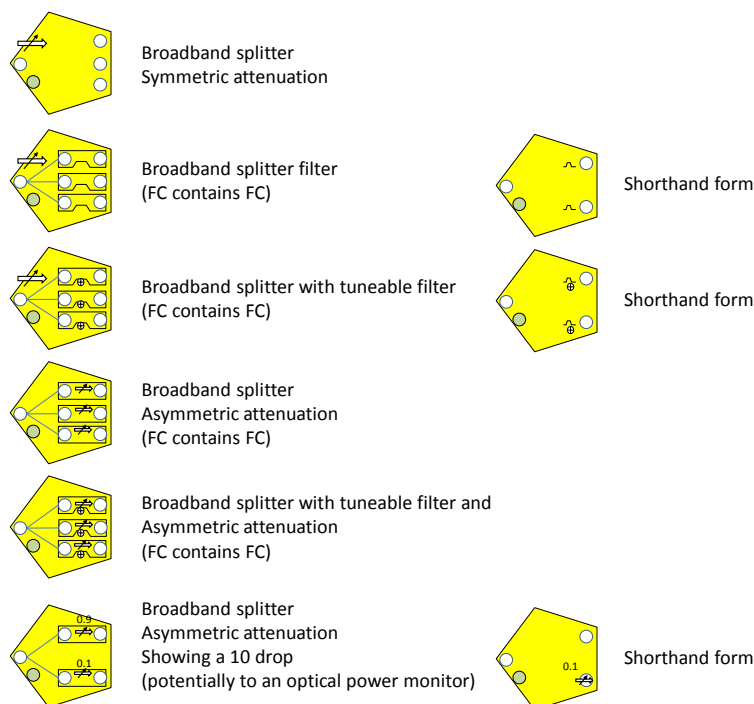 Broadband splitter
Symmetric attenuation
Broadband splitter filter
(FC contains FC)
Shorthand form
Broadband splitter with tuneable filter
(FC contains FC)
Shorthand form
Broadband splitter
Asymmetric attenuation
(FC contains FC)
Broadband splitter with tuneable filter and
Asymmetric attenuation
(FC contains FC)
0.9
0.1
Broadband splitter
Asymmetric attenuation
Showing a 10 drop
(potentially to an optical power monitor)
0.1
Shorthand form